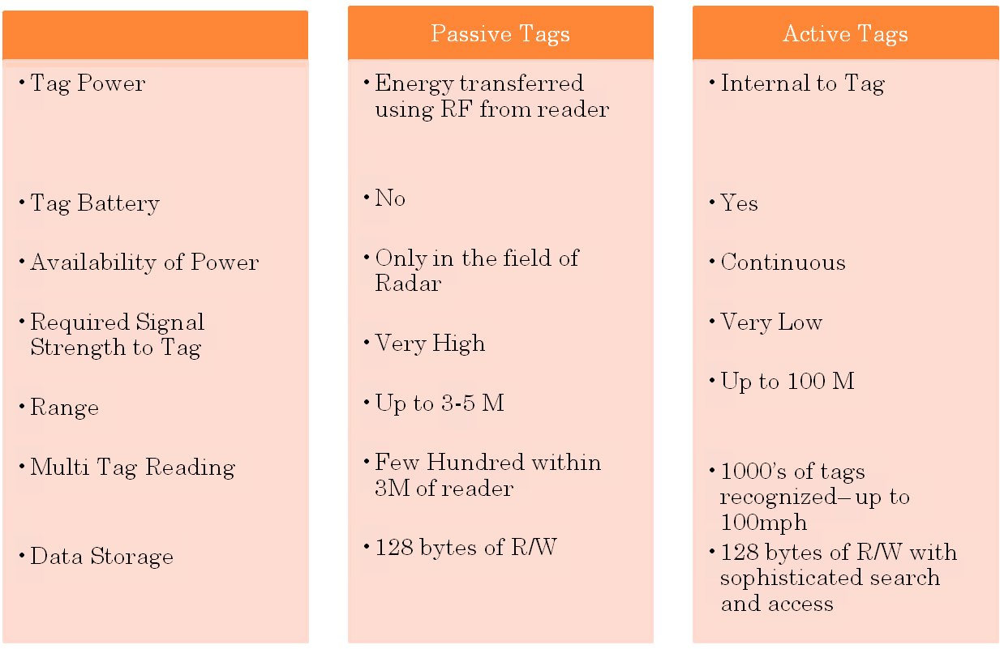 Passive Tags
Active Tags
• Tag Power
• Tag Battery
• Availability of Power
• Required Signal
Strength to Tag
• Range
• Multi Tag Reading
• Data Storage
• Energy transferred
using RF from reader
• No
• Only in the field of
Radar
• Very High
• Up to 3-5 M
• Few Hundred within
3M of reader
• 128 bytes of R/W
• Internal to Tag
• Yes
• Continuous
• Very Low
• Up to 100 M
• 1000's of tags
recognized– up to
100mph
• 128 bytes of R/W with
sophisticated search
and access